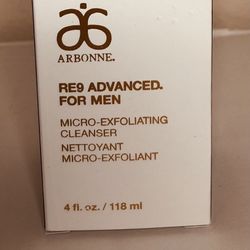 ARBONNE.
RE9 ADVANCED.
FOR MEN
MICRO-EXFOLIATING
CLEANSER
NETTOYANT
MICRO-EXFOLIANT
4 fl. oz. / 118 ml